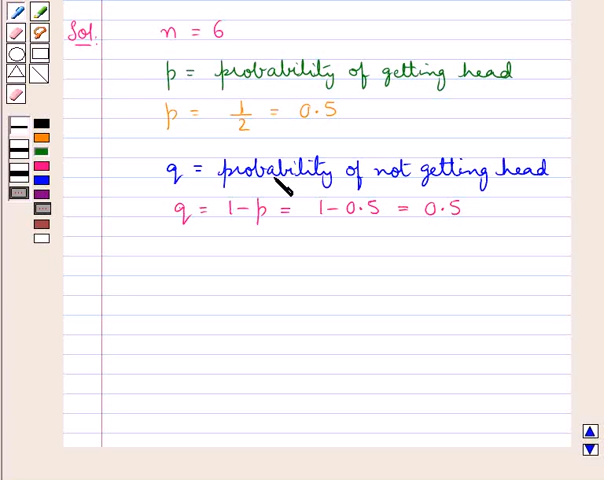 Sol. n = 6
p = probability of getting head
p = 1/2 = 0.5
q = probability of not getting head
q = 1 - p = 1 - 0.5 = 0.5